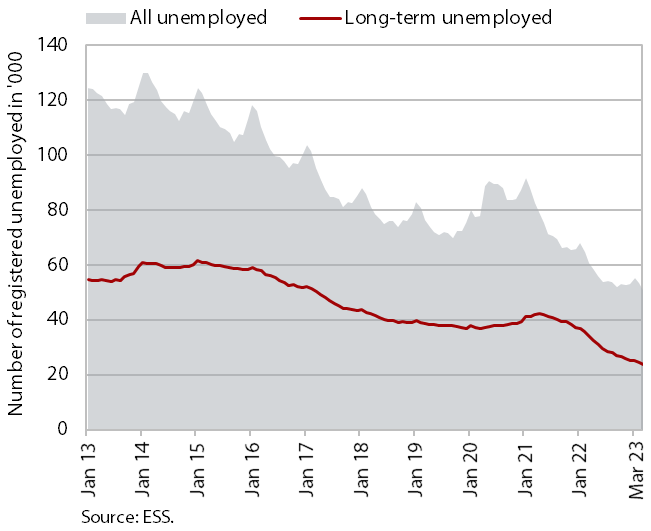 All unemployed
Long-term unemployed
Number of registered unemployed in '000
140
120
100
80
60
40
20
0
Jan 13
Jan 14
Jan 15
Jan 16
Jan 17
Jan 18
Jan 19
Jan 20
Jan 21
Jan 22
Mar 23
Source: ESS.